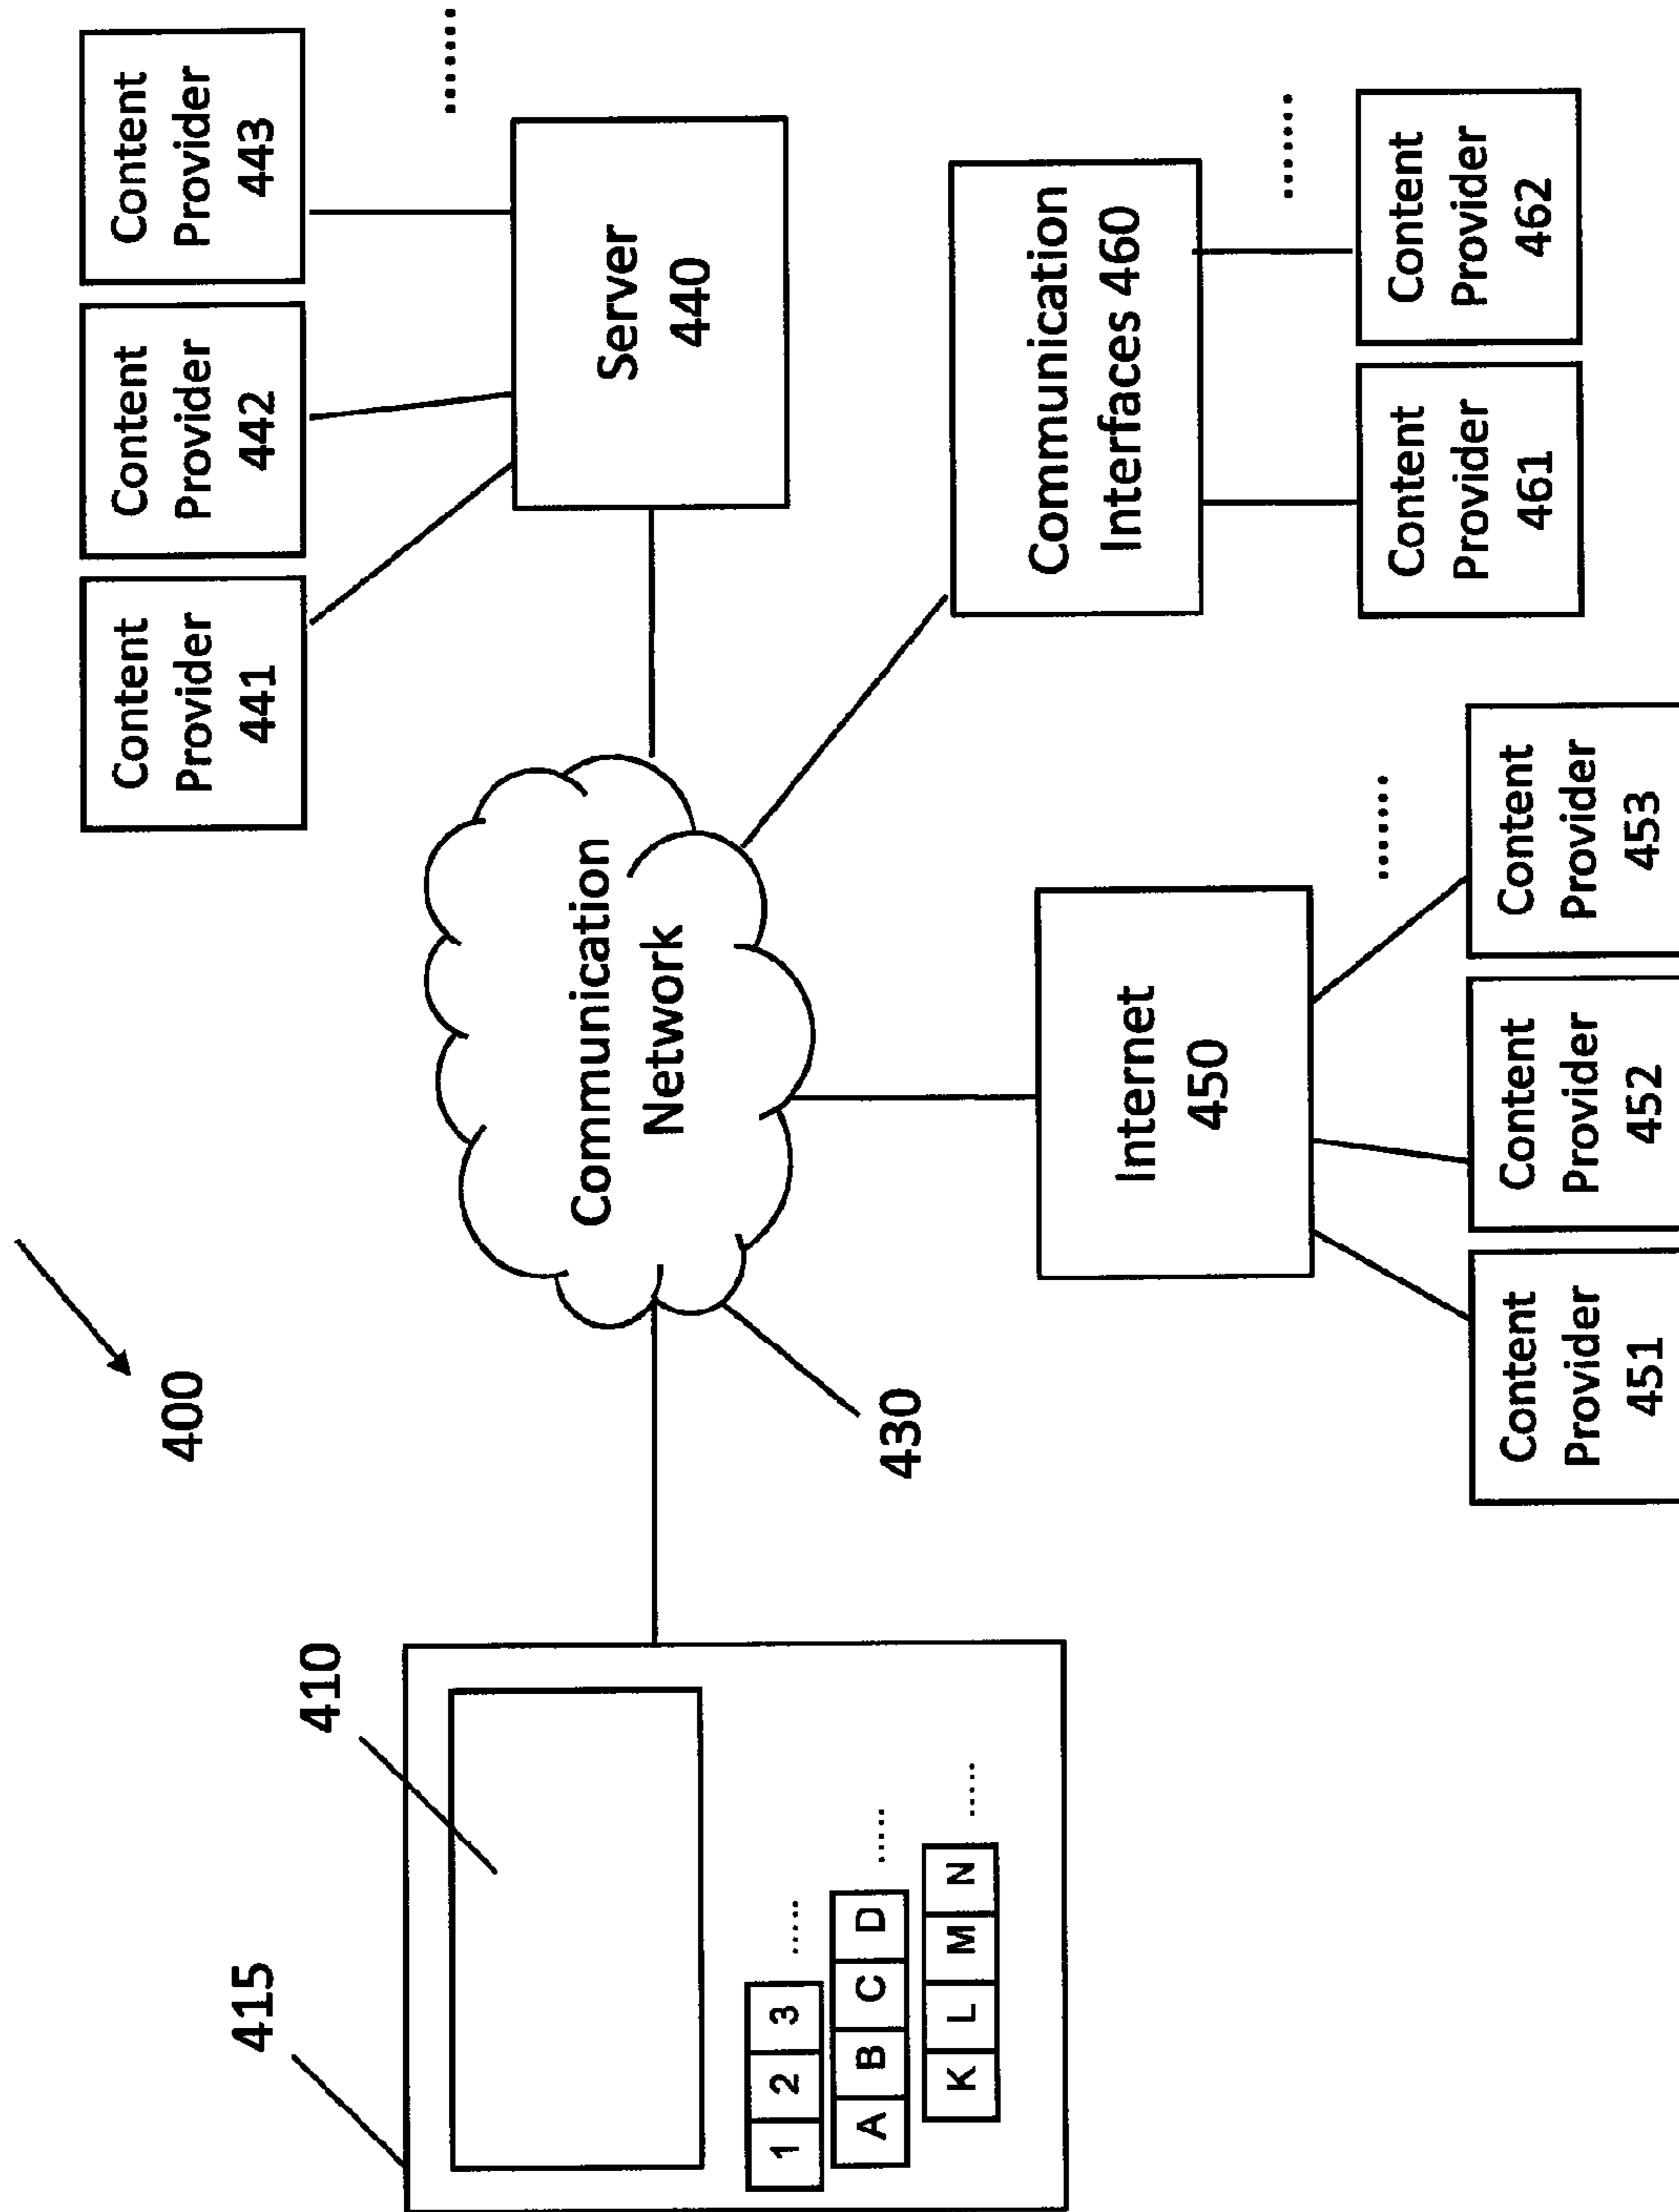 400
415
410
1 2 3 .....
A B C D .....
K L M N .....
430
Communication
Network
Content
Provider
441
Content
Provider
442
Content
Provider
443
.......
Server
440
Communication
Interfaces 460
.......
Content
Provider
461
Content
Provider
462
Internet
450
.......
Content
Provider
451
Content
Provider
452
Content
Provider
453